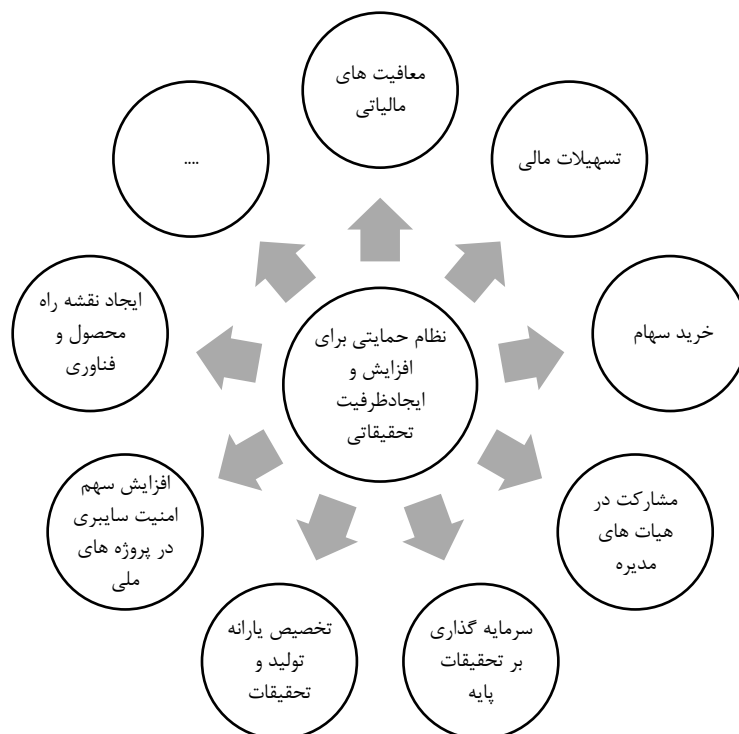 معافیت های
مالیاتی
تسهیلات مالی
خرید سهام
مشارکت در
هیات های
مدیره
سرمایه گذاری
بر تحقیقات
پایه
تخصیص یارانه
تولید و
تحقیقات
افزایش سهم
امنیت سایبری
در پروژه های
ملی
ایجاد نقشه راه
محصول و
فناوری
....
نظام حمایتی برای
افزایش و
ایجادظرفیت
تحقیقاتی